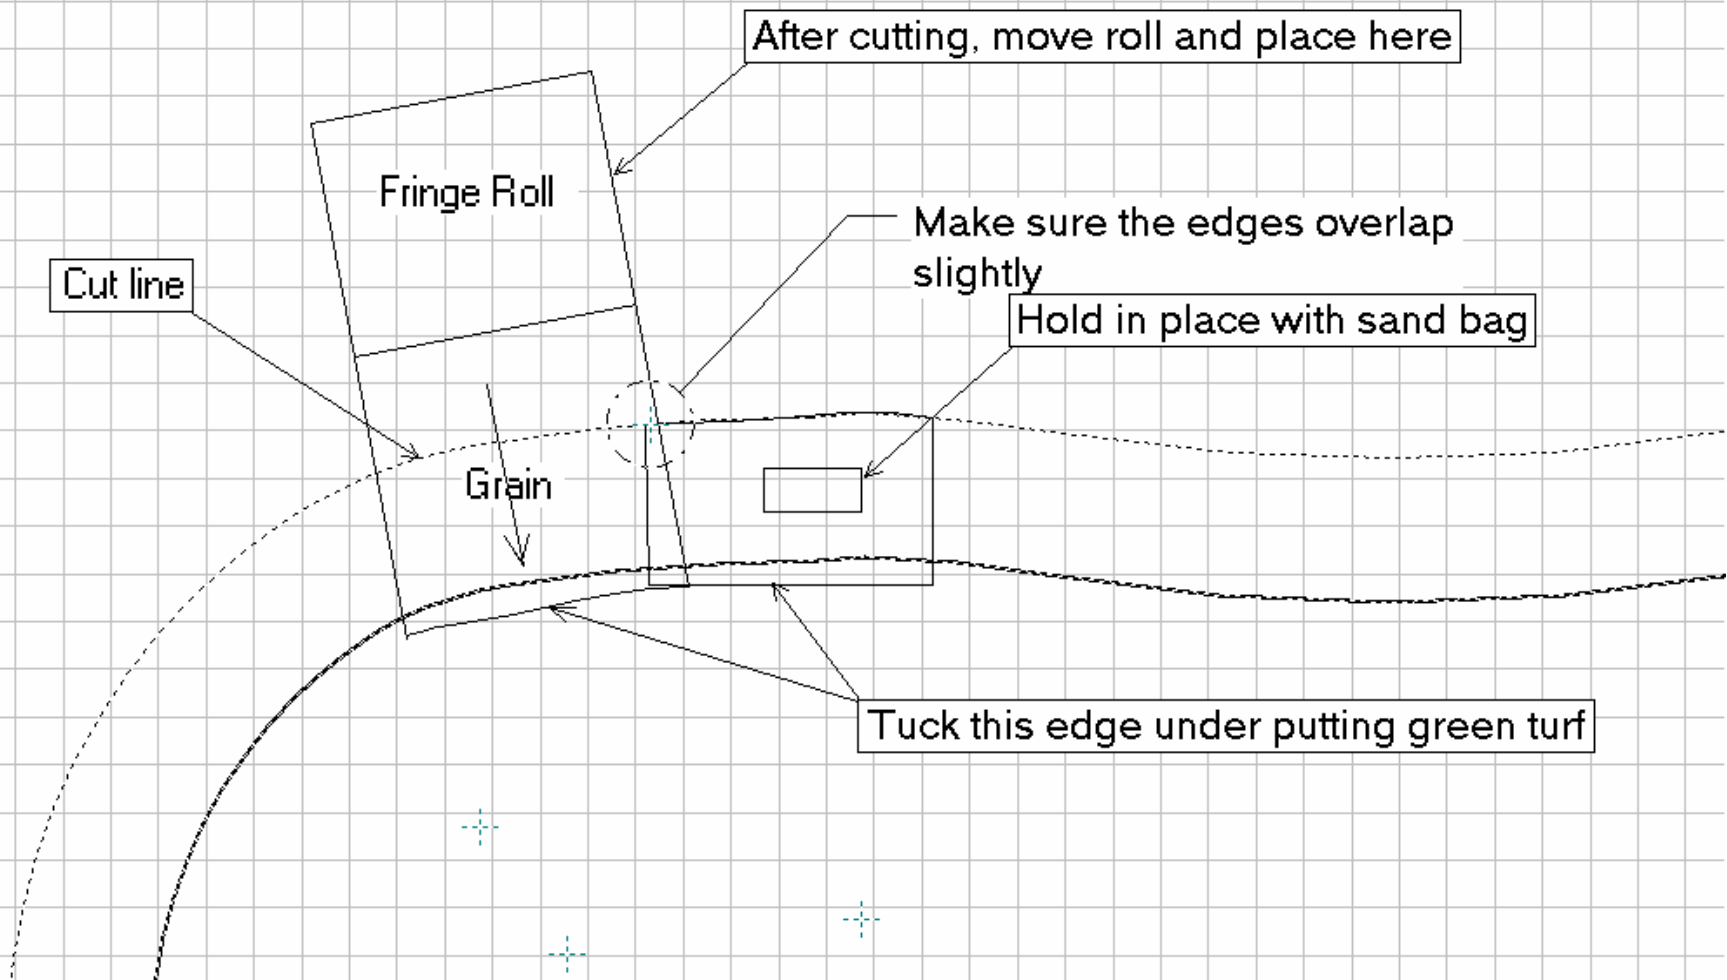 After cutting, move roll and place here
Fringe Roll
Make sure the edges overlap
slightly
Cut line
Hold in place with sand bag
Grain
Tuck this edge under putting green turf